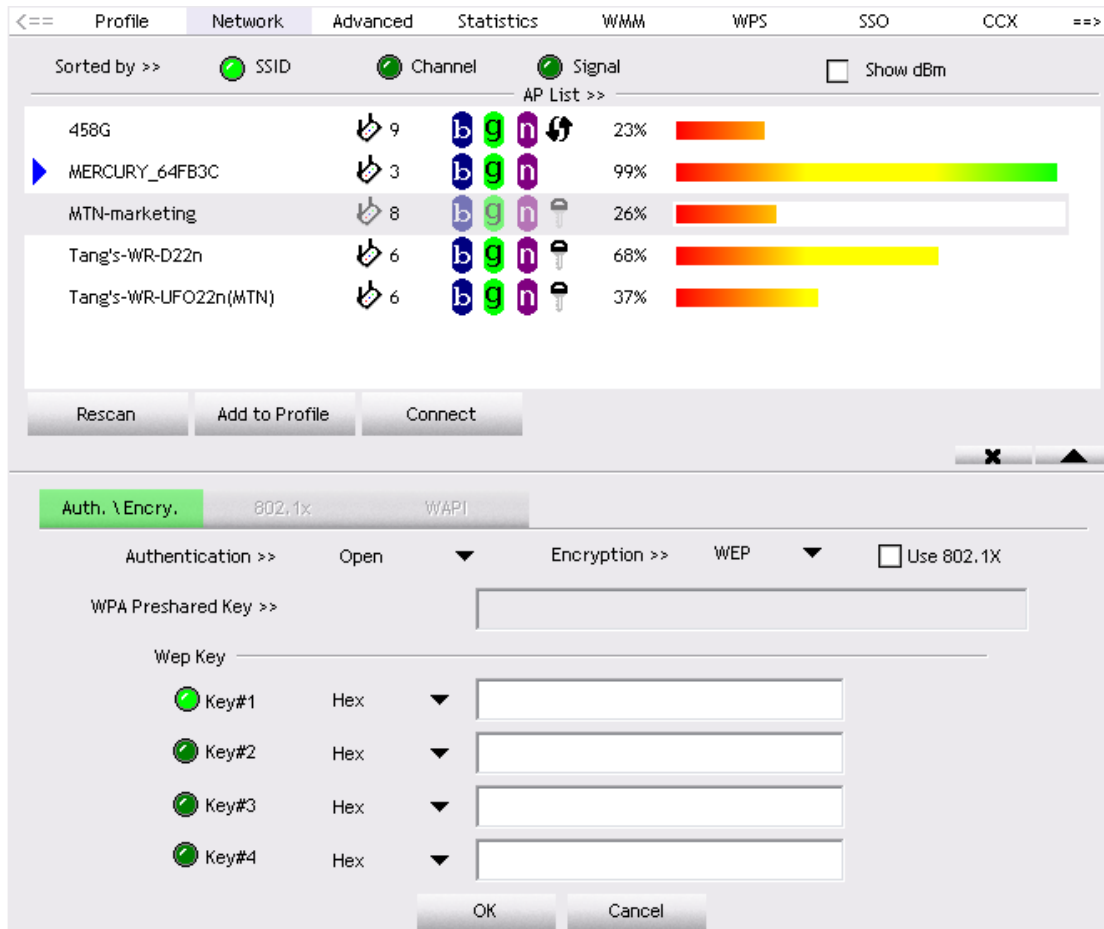 <== Profile Network Advanced Statistics WMM WPS SSO CCX ==>
Sorted by >> SSID Channel Signal Show dBm
AP List >>
458G 9 b g n 23%
MERCURY_64FB3C 3 b g n 99%
MTN-marketing 8 b g n 26%
Tang's-WR-D22n 6 b g n 68%
Tang's-WR-UFO22n(MTN) 6 b g n 37%
Rescan Add to Profile Connect
Auth. \ Encry. 802.1x WAPI
Authentication >> Open Encryption >> WEP Use 802.1X
WPA Preshared Key >>
Wep Key
Key#1 Hex
Key#2 Hex
Key#3 Hex
Key#4 Hex
OK Cancel